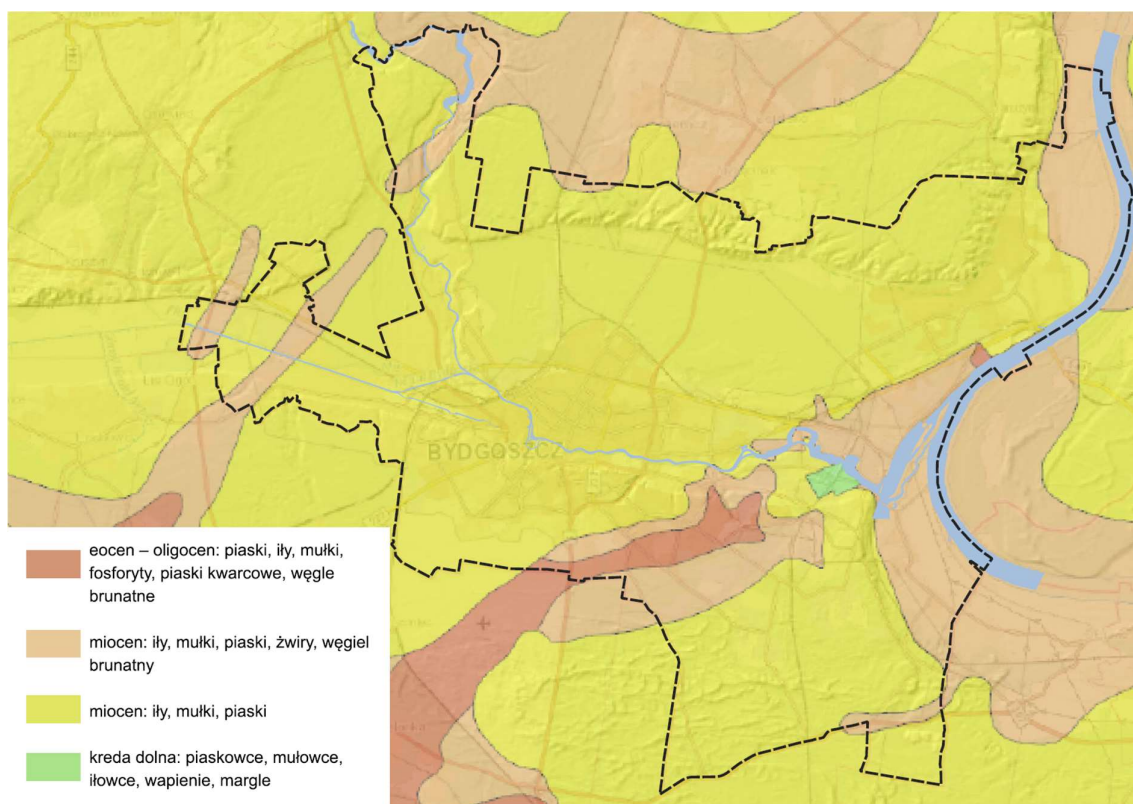 BYDGOSZCZ
eocen – oligocen: piaski, iły, mułki,
fosforyty, piaski kwarcowe, węgle
brunatne
miocen: iły, mułki, piaski, żwiry, węgiel
brunatny
miocen: iły, mułki, piaski
kreda dolna: piaskowce, mułowce,
iłowce, wapienie, margle